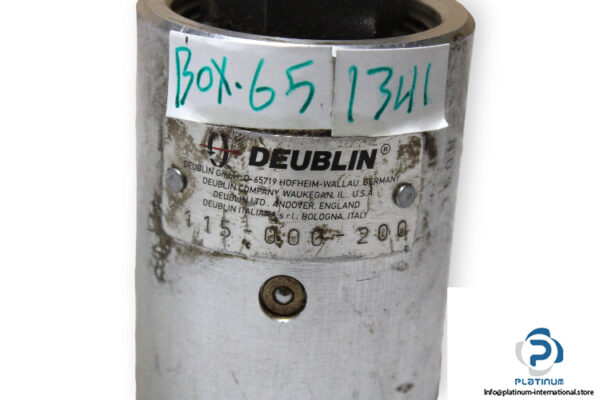 BOX.65 1341
DEUBLIN®
DEUBLIN GmbH, D-65719 HOFHEIM-WALLAU, GERMANY
DEUBLIN COMPANY, WAUKEGAN, IL., U.S.A.
DEUBLIN LTD., ANDOVER, ENGLAND
DEUBLIN ITALIANA s.r.l., BOLOGNA, ITALY
115-000-200
PLATINUM
https://platinum-international.store